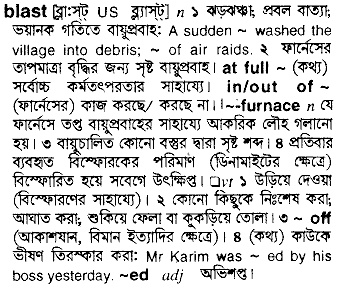 blast [ব্লা:স্‌ট্ US ব্ল্যাস্‌ট্] n ১ ঝড়ঝঞ্ঝা; প্রবল বাত্যা;
ভয়ানক গতিতে বায়ুপ্রবাহ: A sudden ~ washed the
village into debris; ~ of air raids. ২ ফার্নেসের
তাপমাত্রা বৃদ্ধির জন্য সৃষ্ট বায়ুপ্রবাহ। at full ~ (কথ্য)
সর্বোচ্চ কর্মতৎপরতার সাহায্যে। in/out of ~
(ফার্নেসের) কাজ করছে/ করছে না। ।~-furnace n যে
ফার্নেসে তপ্ত বায়ুপ্রবাহের সাহায্যে আকরিক লৌহ গলানো
হয়। ৩ বায়ুচালিত কোনো বস্তুর দ্বারা সৃষ্ট শব্দ। ৪ প্রতিবার
ব্যবহৃত বিস্ফোরকের পরিমাণ (ডিনামাইটের ক্ষেত্রে)
বিস্ফোরিত হয়ে সবেগে উৎক্ষিপ্ত। □vt ১ উড়িয়ে দেওয়া
(বিস্ফোরণের সাহায্যে)। ২ কোনো কিছুকে নিঃশেষ করা;
আঘাত করা; শুকিয়ে ফেলা বা কুকড়িয়ে তোলা। ৩ ~ off
(আকাশযান, বিমান ইত্যাদির ক্ষেত্রে)। ৪ (কথ্য) কাউকে
ভীষণ তিরস্কার করা: Mr Karim was ~ ed by his
boss yesterday. ~ed adj অভিশপ্ত।